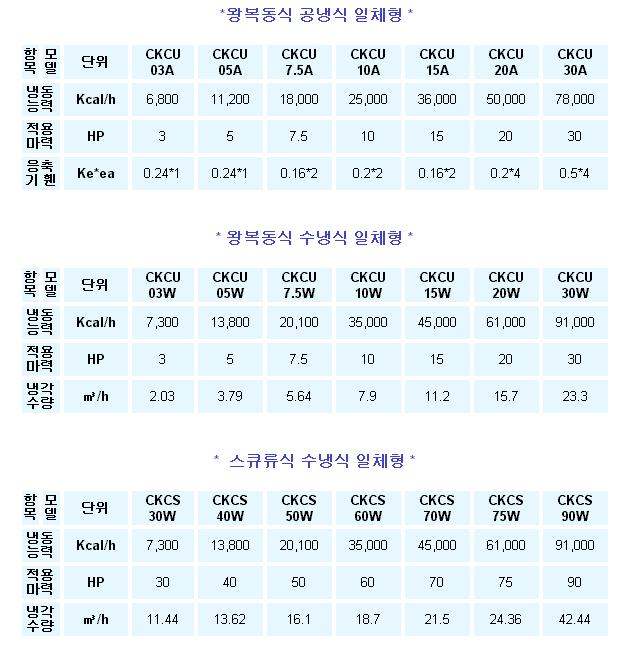 *왕복동식 공냉식 일체형 *
항 모 목 델 단위 CKCU 03A CKCU 05A CKCU 7.5A CKCU 10A CKCU 15A CKCU 20A CKCU 30A
냉동 능력 Kcal/h 6,800 11,200 18,000 25,000 36,000 50,000 78,000
적용 마력 HP 3 5 7.5 10 15 20 30
응축 기 휀 Ke*ea 0.24*1 0.24*1 0.16*2 0.2*2 0.16*2 0.2*4 0.5*4
* 왕복동식 수냉식 일체형 *
항 모 목 델 단위 CKCU 03W CKCU 05W CKCU 7.5W CKCU 10W CKCU 15W CKCU 20W CKCU 30W
냉동 능력 Kcal/h 7,300 13,800 20,100 35,000 45,000 61,000 91,000
적용 마력 HP 3 5 7.5 10 15 20 30
냉각 수량 ㎥/h 2.03 3.79 5.64 7.9 11.2 15.7 23.3
* 스큐류식 수냉식 일체형 *
항 모 목 델 단위 CKCS 30W CKCS 40W CKCS 50W CKCS 60W CKCS 70W CKCS 75W CKCS 90W
냉동 능력 Kcal/h 7,300 13,800 20,100 35,000 45,000 61,000 91,000
적용 마력 HP 30 40 50 60 70 75 90
냉각 수량 ㎥/h 11.44 13.62 16.1 18.7 21.5 24.36 42.44